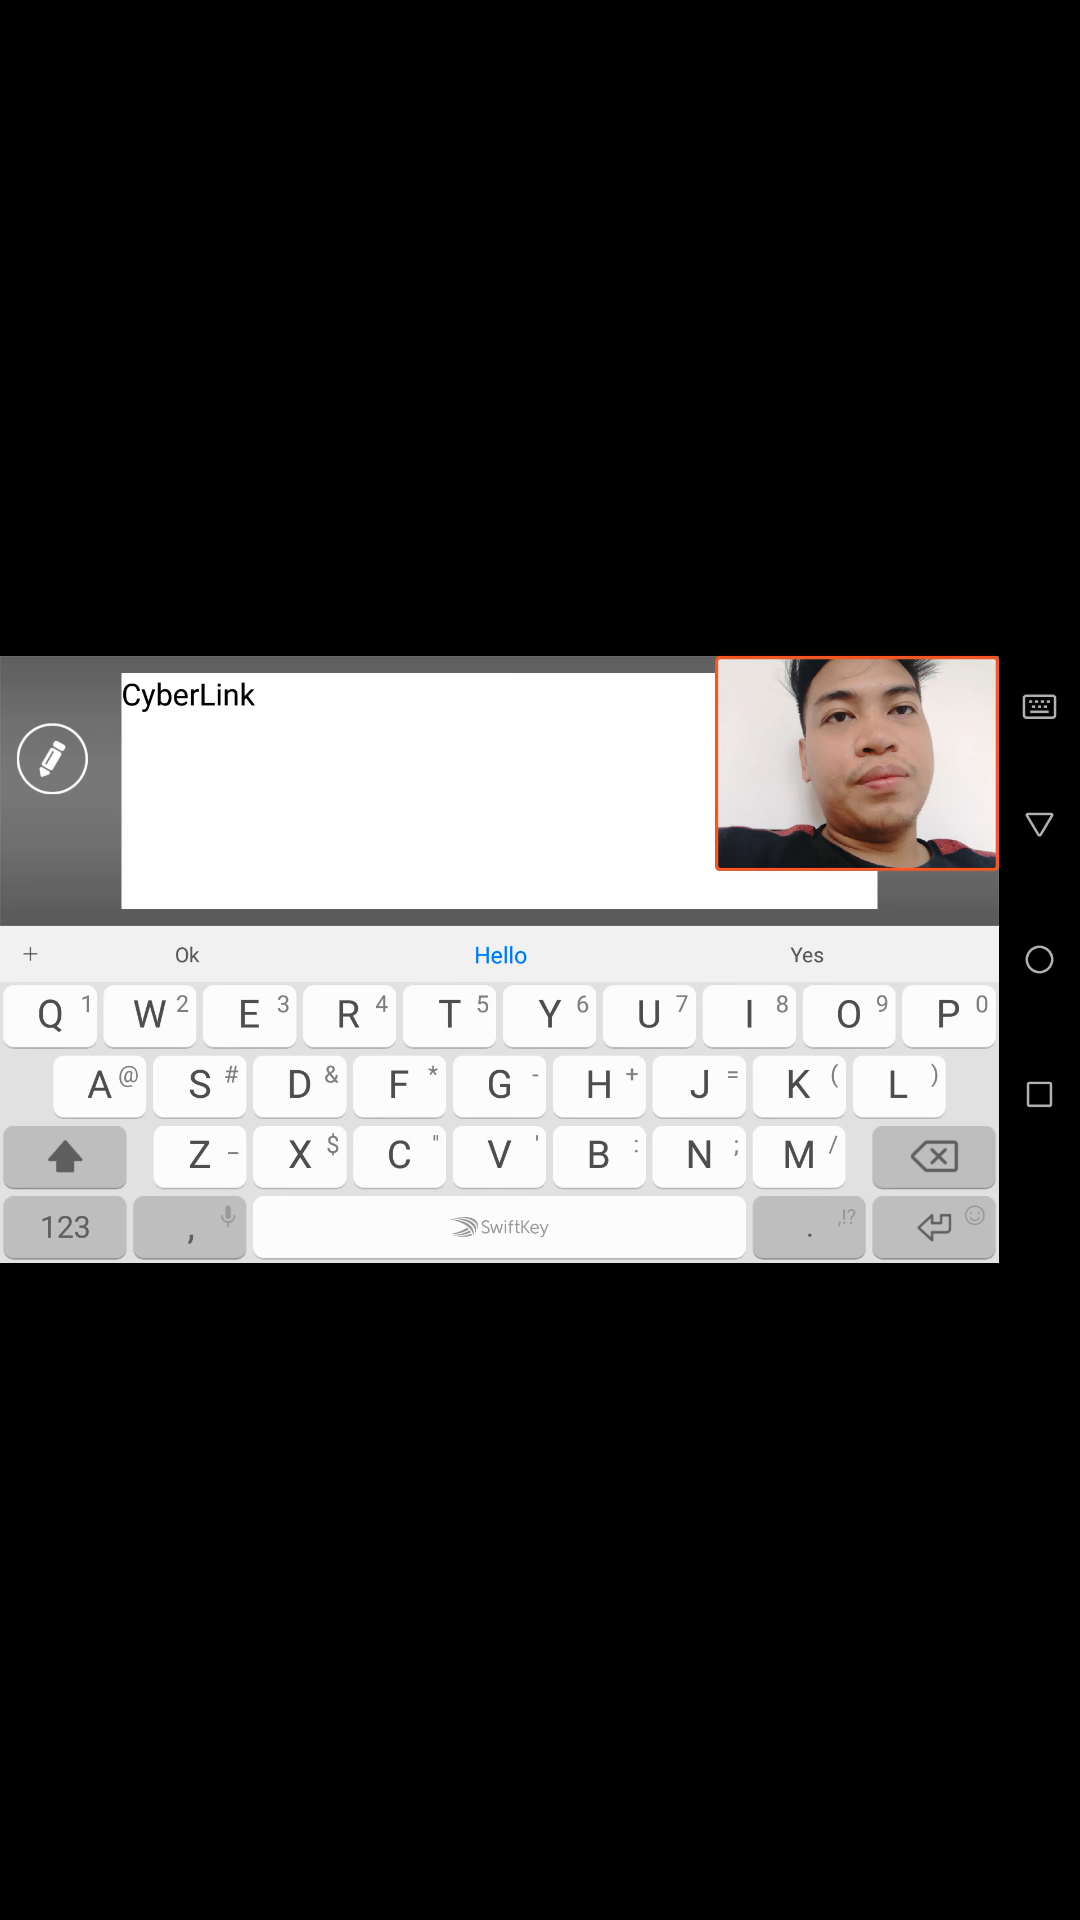 CyberLink
+ Ok Hello Yes
Q 1 W 2 E 3 R 4 T 5 Y 6 U 7 I 8 O 9 P 0
A @ S # D & F * G - H + J = K ( L )
Z _ X $ C " V ' B : N ; M /
123 , SwiftKey . ,!?